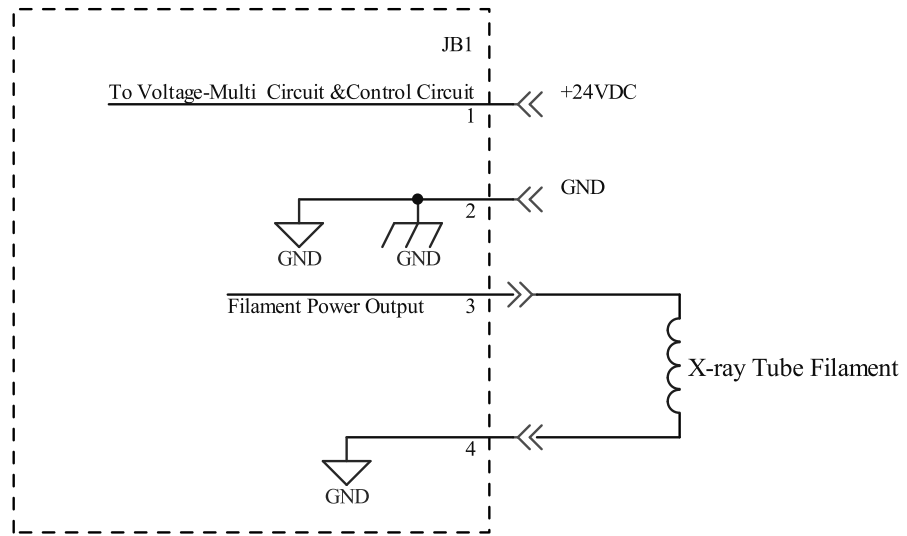 JB1
To Voltage-Multi Circuit &Control Circuit
+24VDC
1
GND
2
GND
GND
Filament Power Output
3
X-ray Tube Filament
4
GND